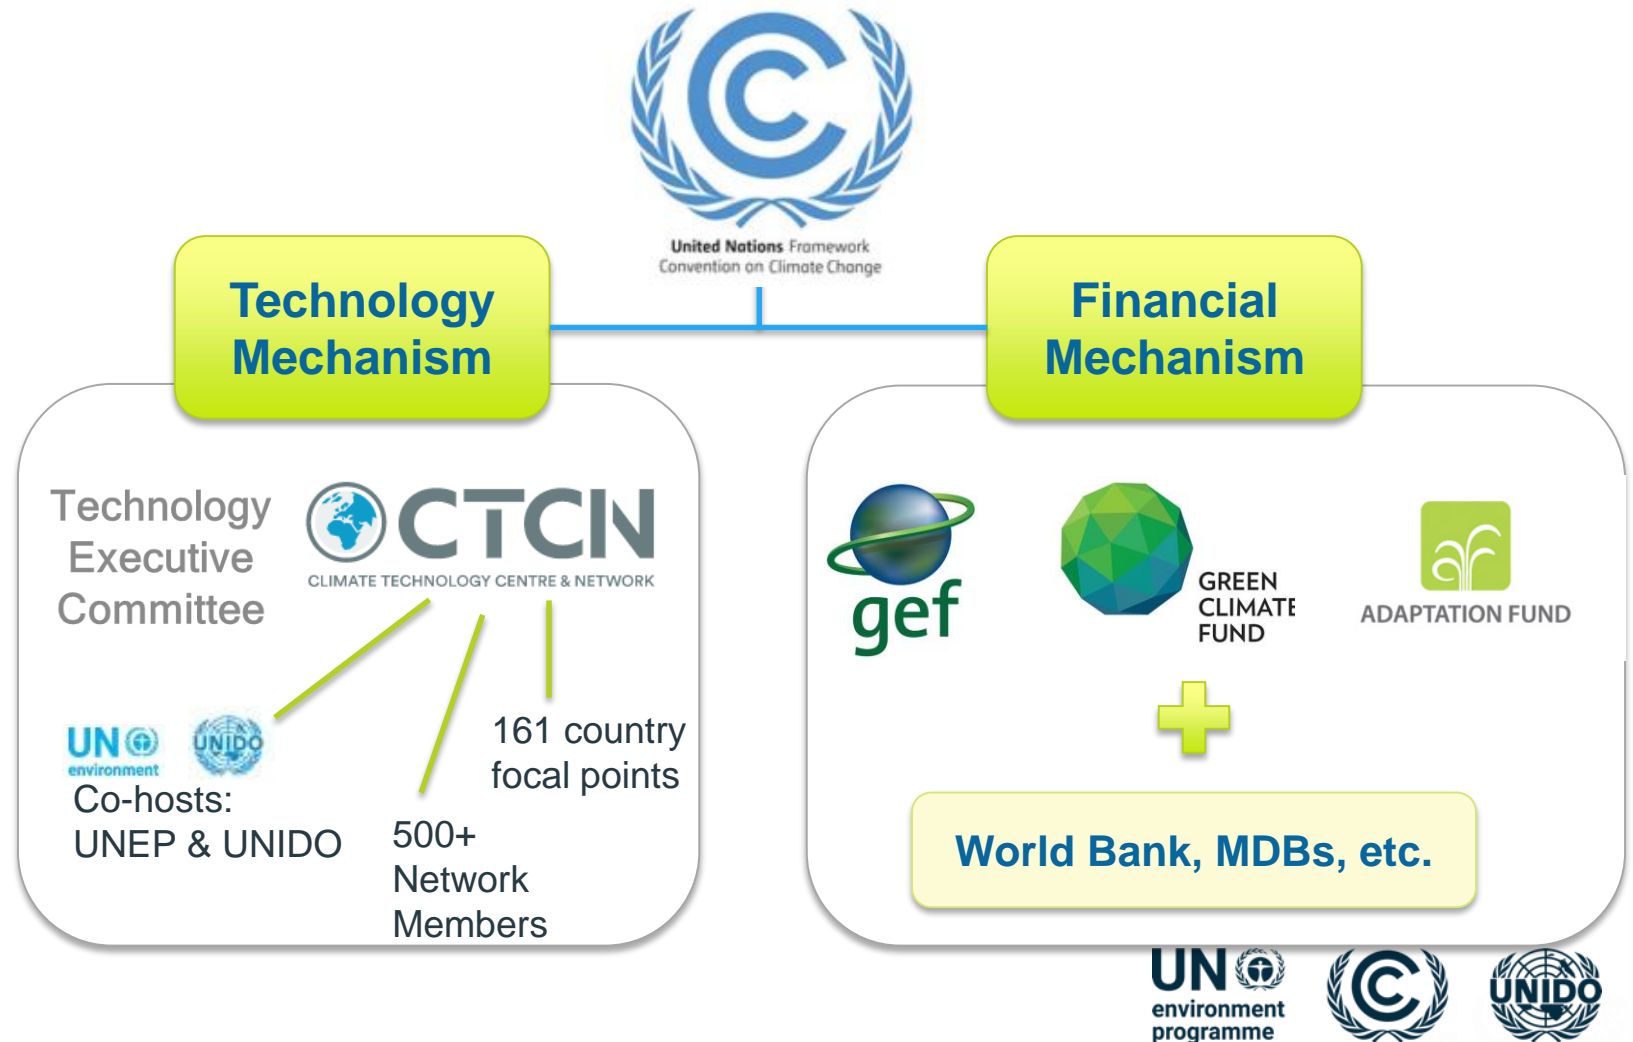 United Nations Framework
Convention on Climate Change
Technology
Mechanism
Financial
Mechanism
Technology
Executive
Committee
CTCN
CLIMATE TECHNOLOGY CENTRE & NETWORK
UN
environment
UNIDO
Co-hosts:
UNEP & UNIDO
500+
Network
Members
161 country
focal points
gef
GREEN
CLIMATE
FUND
af
ADAPTATION FUND
World Bank, MDBs, etc.
UN
environment
programme
UNIDO